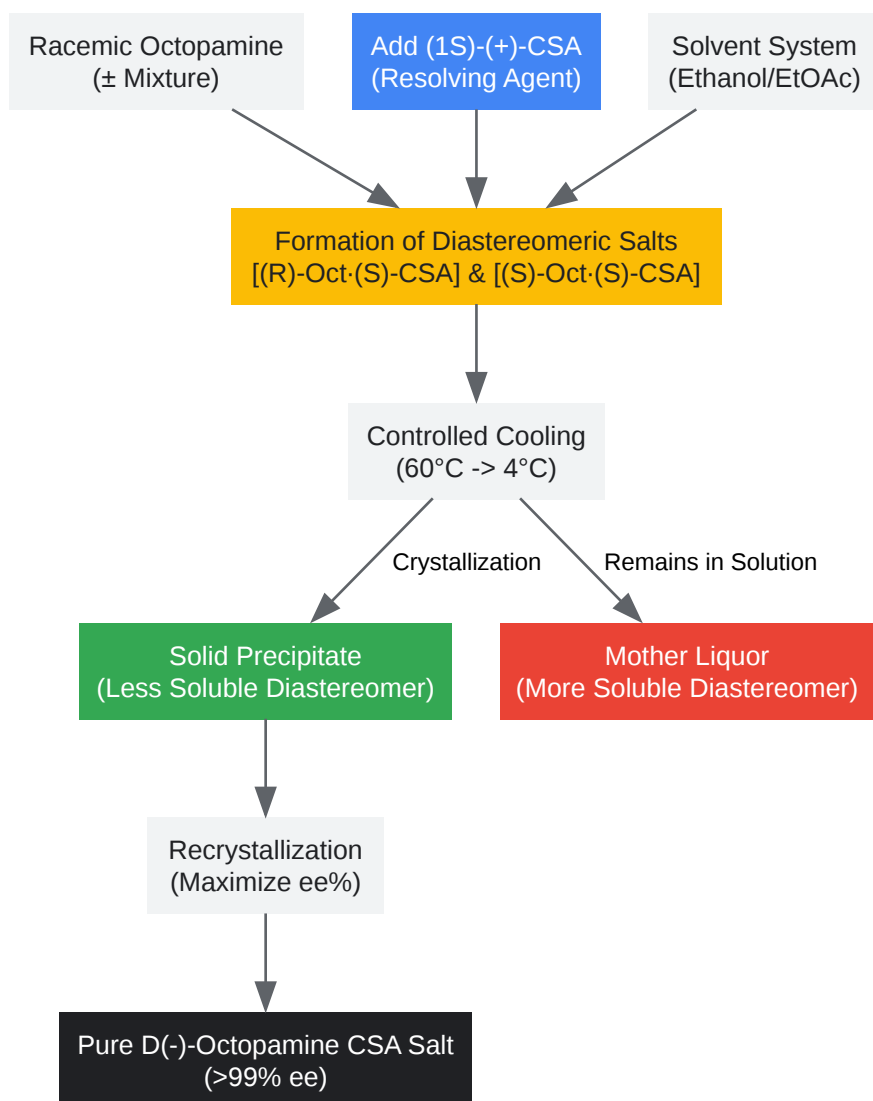 Racemic Octopamine
(± Mixture)
Add (1S)-(+)-CSA
(Resolving Agent)
Solvent System
(Ethanol/EtOAc)
Formation of Diastereomeric Salts
[(R)-Oct·(S)-CSA] & [(S)-Oct·(S)-CSA]
Controlled Cooling
(60°C -> 4°C)
Crystallization
Remains in Solution
Solid Precipitate
(Less Soluble Diastereomer)
Mother Liquor
(More Soluble Diastereomer)
Recrystallization
(Maximize ee%)
Pure D(-)-Octopamine CSA Salt
(>99% ee)